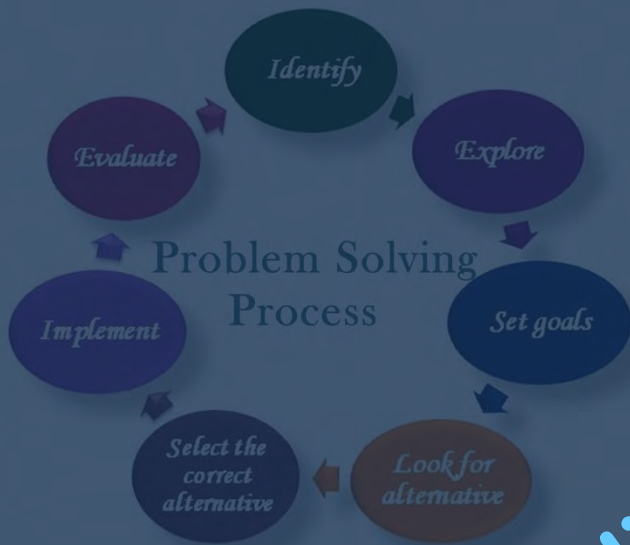 Identify
Explore
Set goals
Look for
alternative
Select the
correct
alternative
Implement
Evaluate
Problem Solving
Process